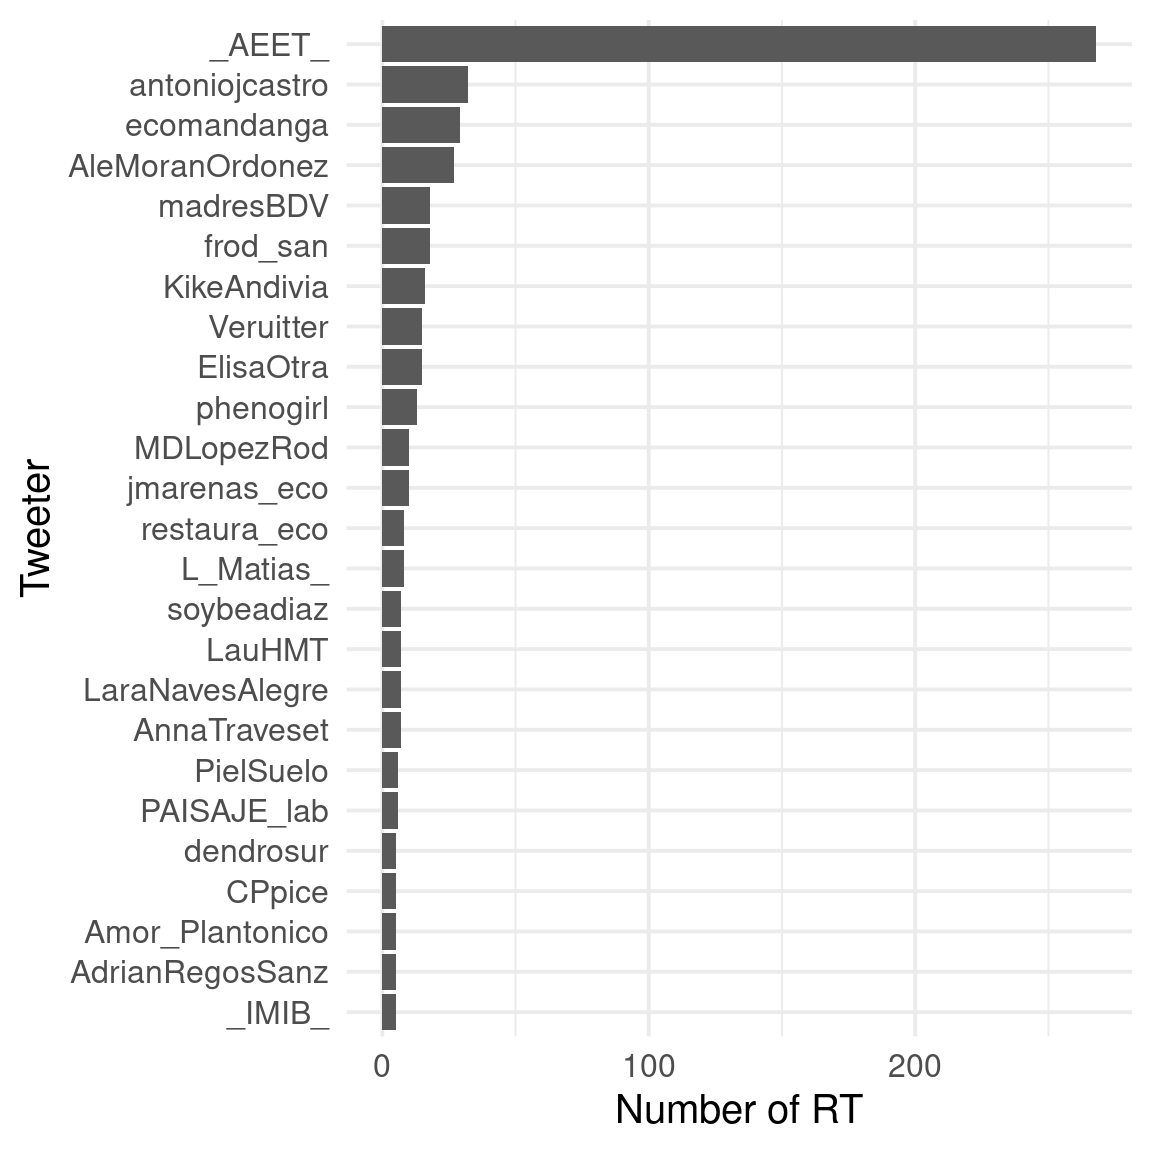 _AEET_
antoniojcastro
ecomandanga
AleMoranOrdonez
madresBDV
frod_san
KikeAndivia
Veruitter
ElisaOtra
phenogirl
MDLopezRod
jmarenas_eco
restaura_eco
L_Matias_
soybeadiaz
LauHMT
LaraNavesAlegre
AnnaTraveset
PielSuelo
PAISAJE_lab
dendrosur
CPpice
Amor_Plantonico
AdrianRegosSanz
_IMIB_
Tweeter
0 100 200
Number of RT